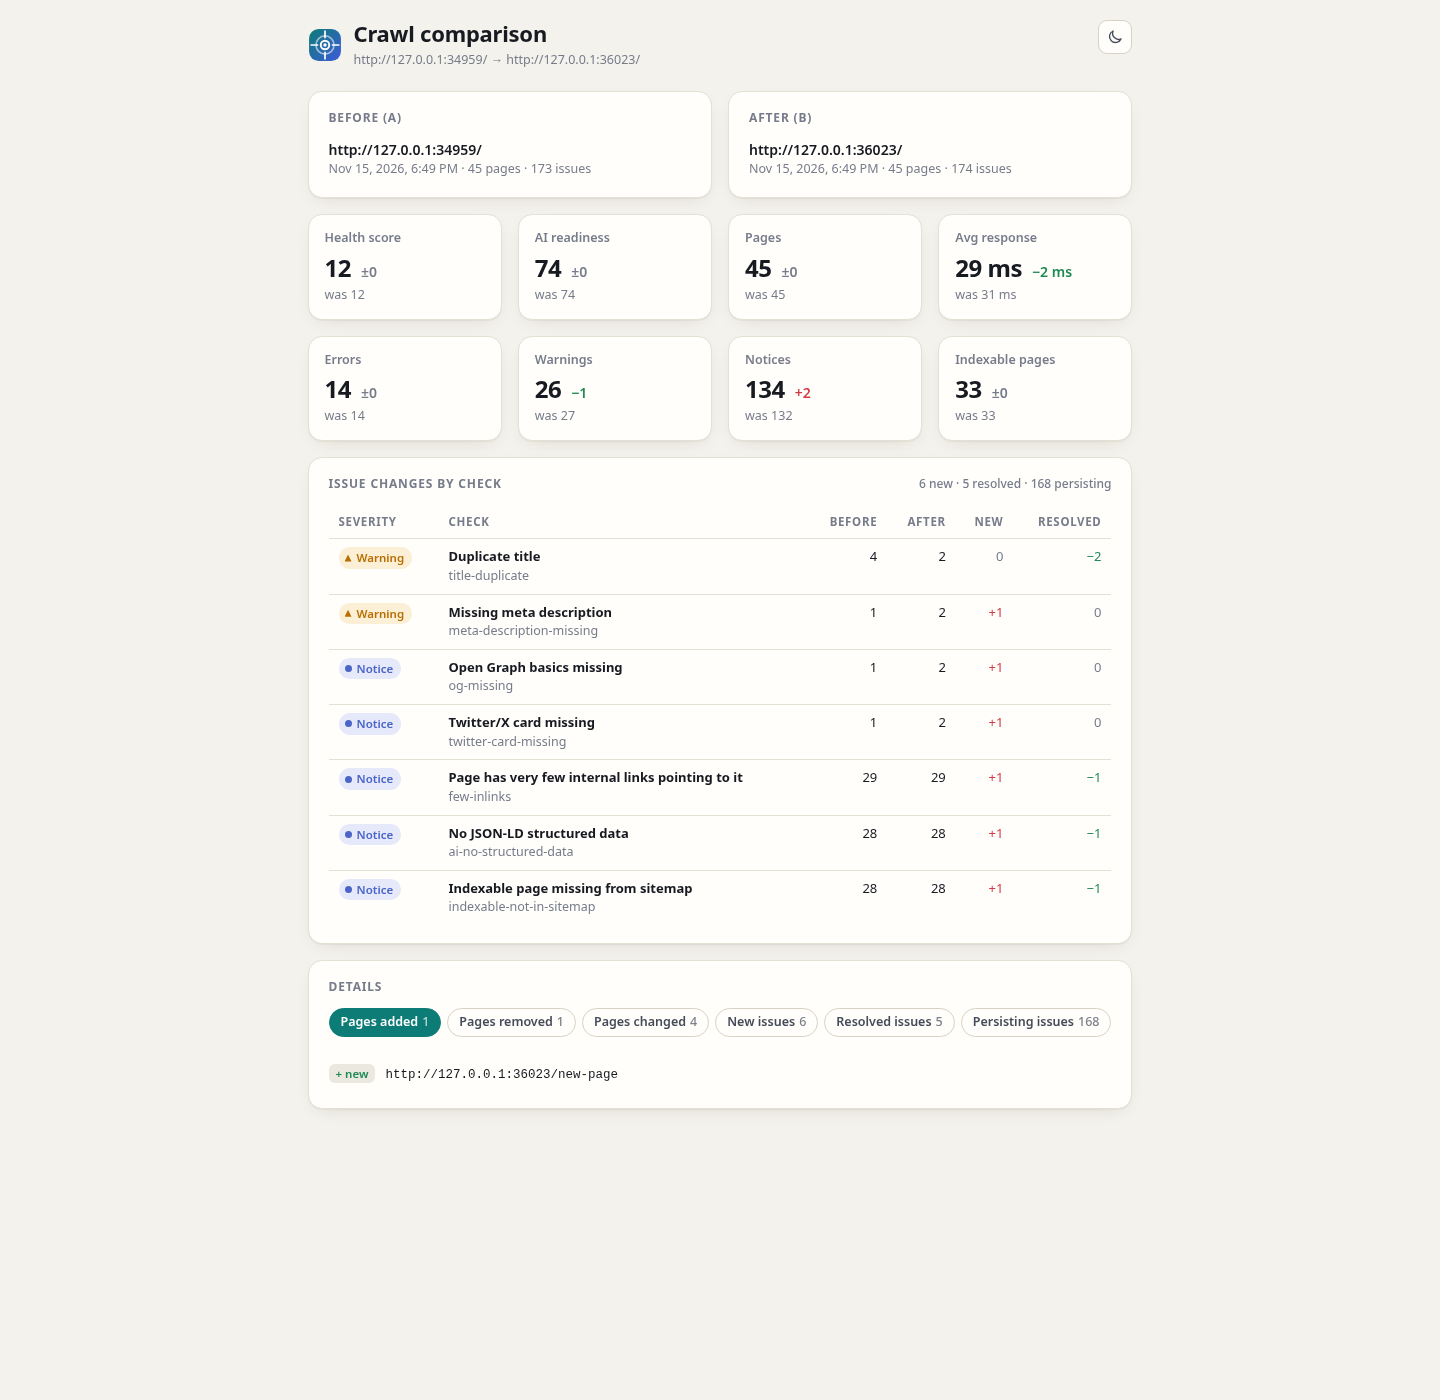 Crawl comparison
http://127.0.0.1:34959/ → http://127.0.0.1:36023/
BEFORE (A)
http://127.0.0.1:34959/
Nov 15, 2026, 6:49 PM · 45 pages · 173 issues
AFTER (B)
http://127.0.0.1:36023/
Nov 15, 2026, 6:49 PM · 45 pages · 174 issues
Health score
12 ±0
was 12
AI readiness
74 ±0
was 74
Pages
45 ±0
was 45
Avg response
29 ms −2 ms
was 31 ms
Errors
14 ±0
was 14
Warnings
26 −1
was 27
Notices
134 +2
was 132
Indexable pages
33 ±0
was 33
ISSUE CHANGES BY CHECK
6 new · 5 resolved · 168 persisting
SEVERITY CHECK BEFORE AFTER NEW RESOLVED
▲ Warning Duplicate title 4 2 0 −2
title-duplicate
▲ Warning Missing meta description 1 2 +1 0
meta-description-missing
● Notice Open Graph basics missing 1 2 +1 0
og-missing
● Notice Twitter/X card missing 1 2 +1 0
twitter-card-missing
● Notice Page has very few internal links pointing to it 29 29 +1 −1
few-inlinks
● Notice No JSON-LD structured data 28 28 +1 −1
ai-no-structured-data
● Notice Indexable page missing from sitemap 28 28 +1 −1
indexable-not-in-sitemap
DETAILS
Pages added 1 Pages removed 1 Pages changed 4 New issues 6 Resolved issues 5 Persisting issues 168
+ new http://127.0.0.1:36023/new-page